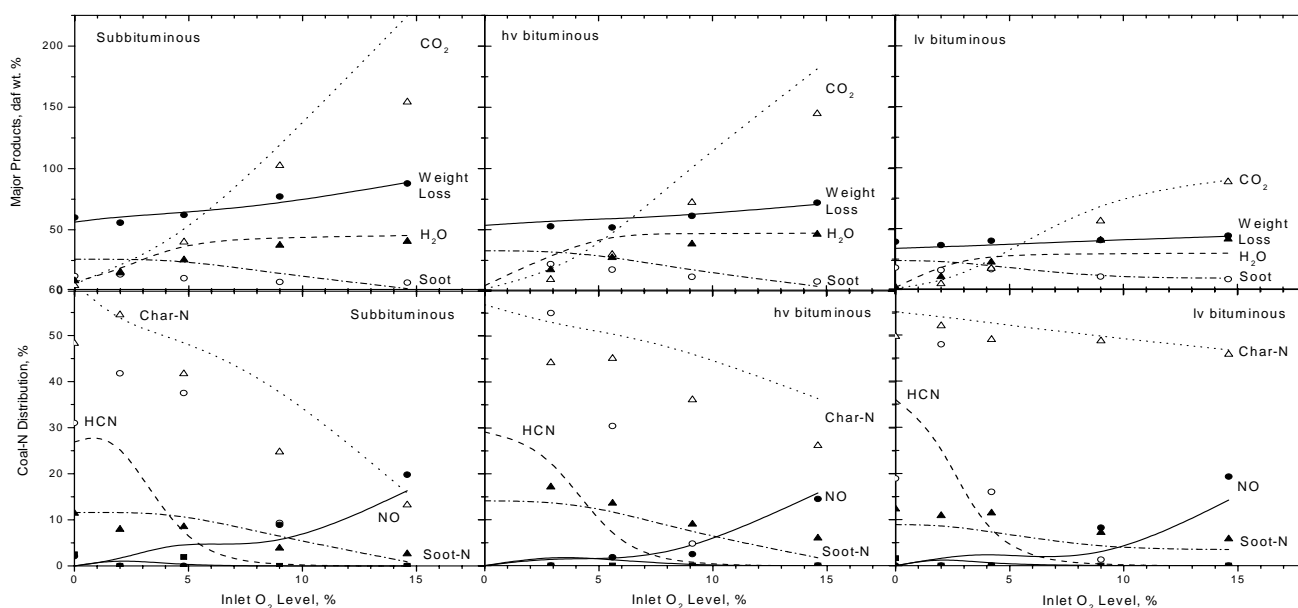 Major Products, daf wt. %
200
150
100
50
Subbituminous
CO2
Weight
Loss
H2O
Soot
hv bituminous
CO2
Weight
Loss
H2O
Soot
lv bituminous
CO2
Weight
Loss
H2O
Soot
Coal-N Distribution, %
50
40
30
20
10
0
Char-N
Subbituminous
HCN
NO
Soot-N
hv bituminous
HCN
Char-N
NO
Soot-N
lv bituminous
Char-N
HCN
NO
Soot-N
0 5 10 15
0 5 10 15
0 5 10 15
Inlet O2 Level, %
Inlet O2 Level, %
Inlet O2 Level, %